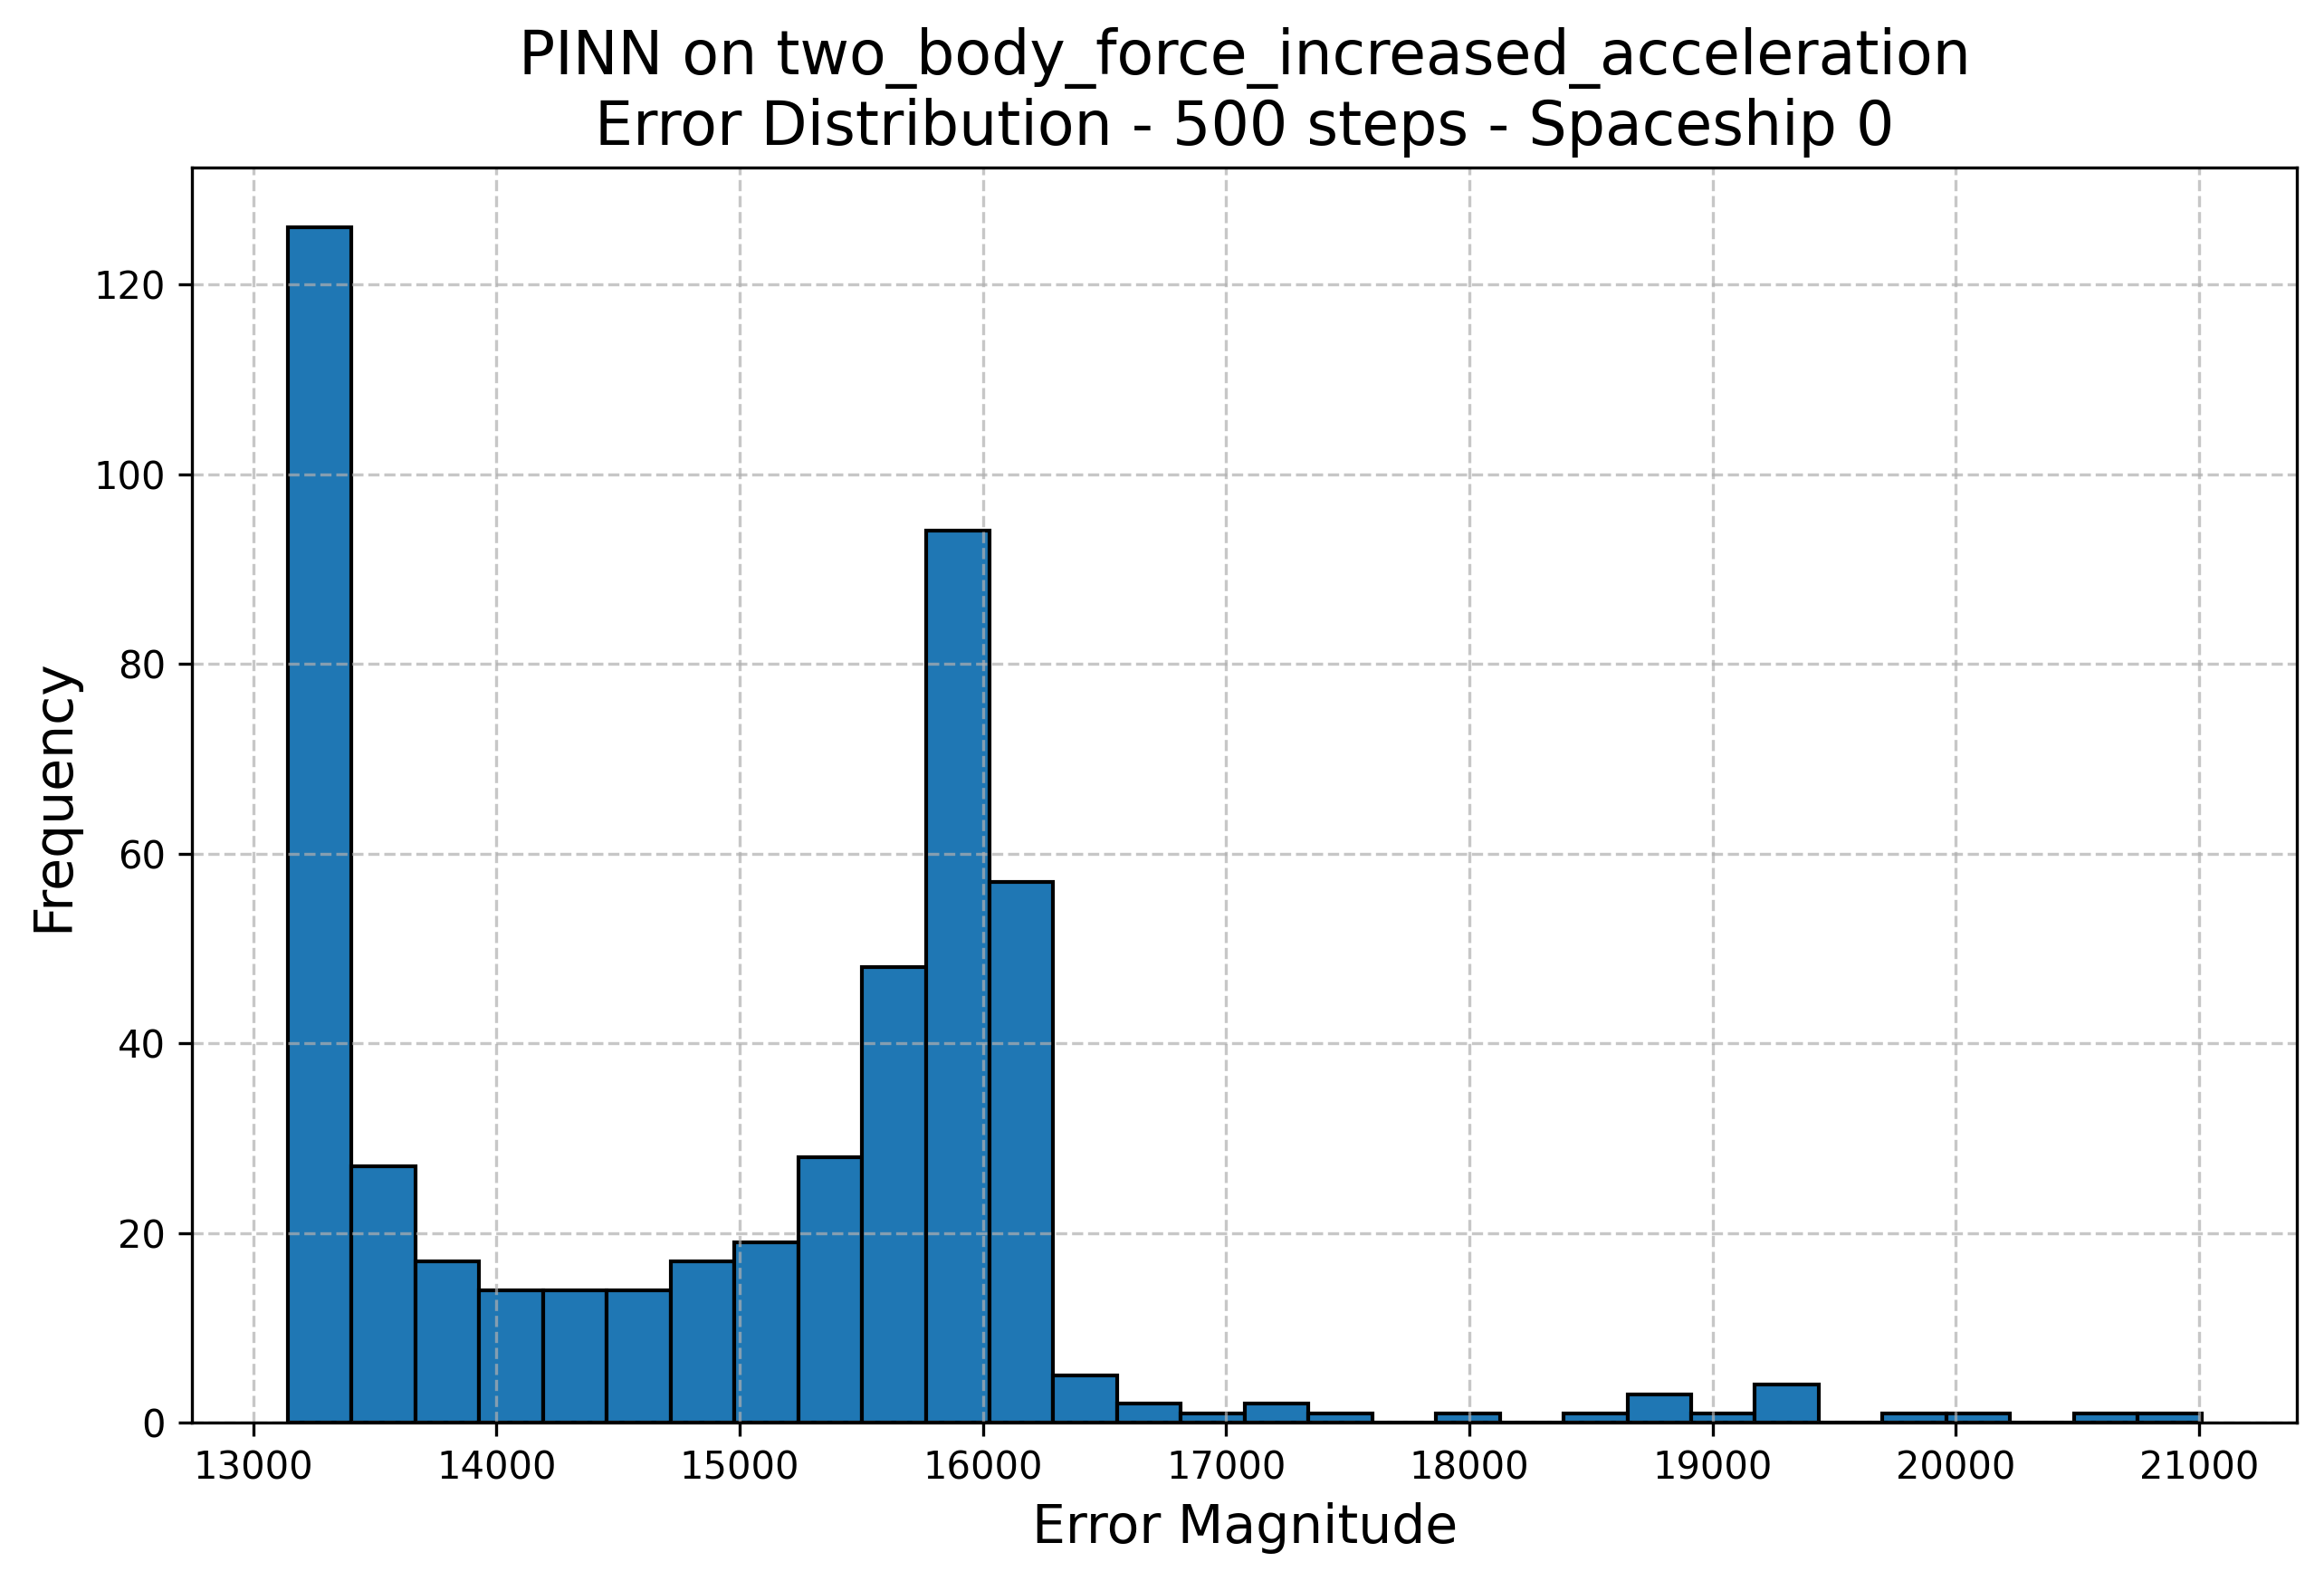 PINN on two_body_force_increased_acceleration
Error Distribution - 500 steps - Spaceship 0
120
100
80
60
40
20
0
Frequency
13000 14000 15000 16000 17000 18000 19000 20000 21000
Error Magnitude